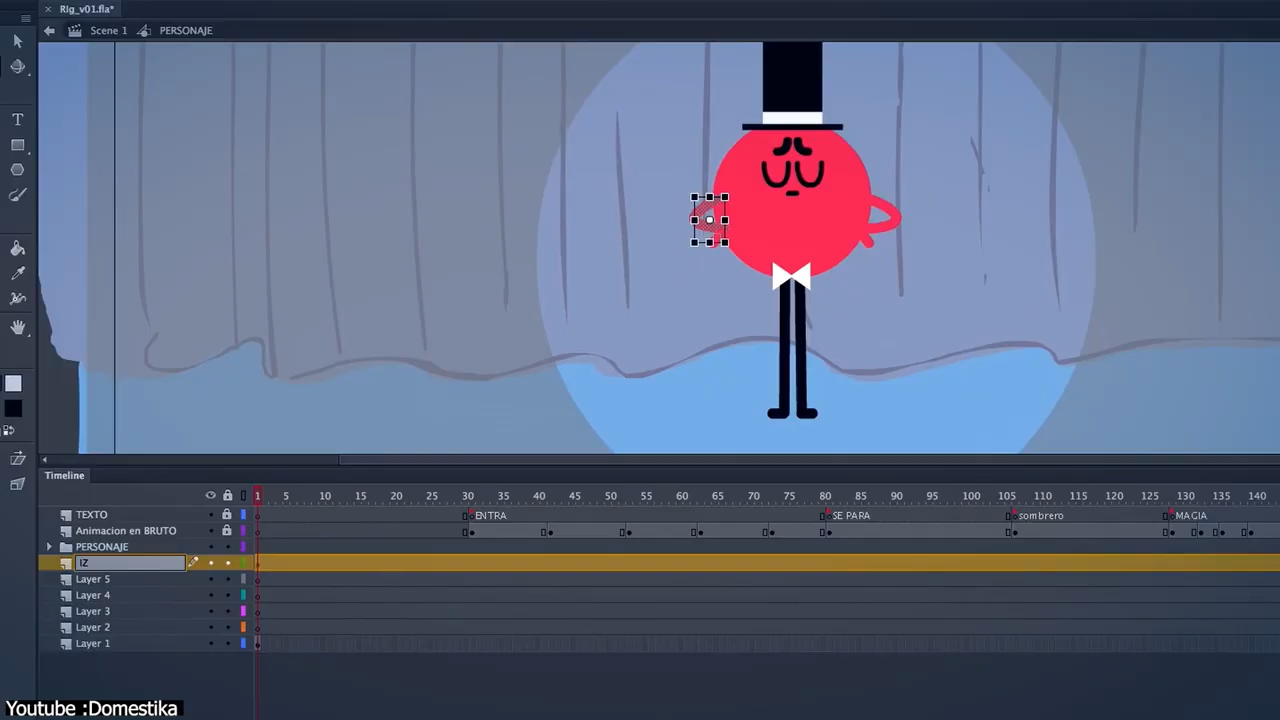 × Rig_v01.fla*
Scene 1 PERSONAJE
T
Timeline
1 5 10 15 20 25 30 35 40 45 50 55 60 65 70 75 80 85 90 95 100 105 110 115 120 125 130 135 140
TEXTO ENTRA SE PARA sombrero MAGIA
Animacion en BRUTO
PERSONAJE
IZ
Layer 5
Layer 4
Layer 3
Layer 2
Layer 1
Youtube :Domestika